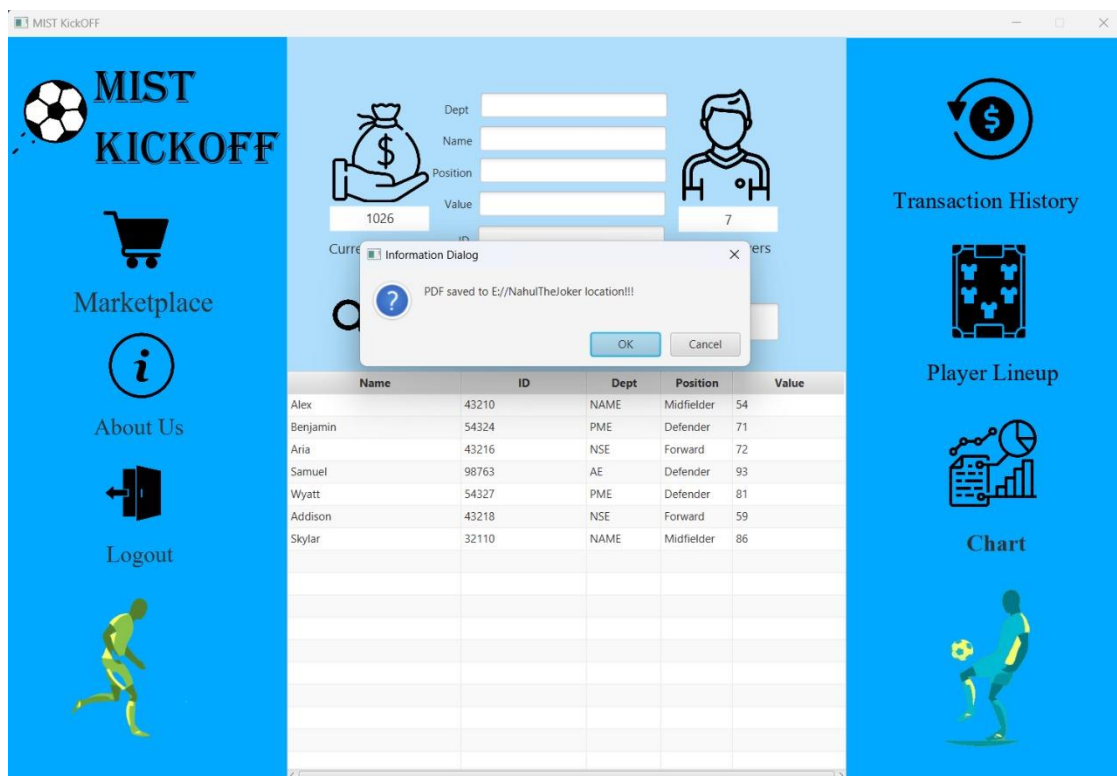 MIST KickOFF
MIST
KICKOFF
Marketplace
About Us
Logout
Dept
Name
Position
Value
1026
7
Information Dialog
PDF saved to E://NahulTheJoker location!!!
OK
Cancel
Name ID Dept Position Value
Alex 43210 NAME Midfielder 54
Benjamin 54324 PME Defender 71
Aria 43216 NSE Forward 72
Samuel 98763 AE Defender 93
Wyatt 54327 PME Defender 81
Addison 43218 NSE Forward 59
Skylar 32110 NAME Midfielder 86
Transaction History
Player Lineup
Chart